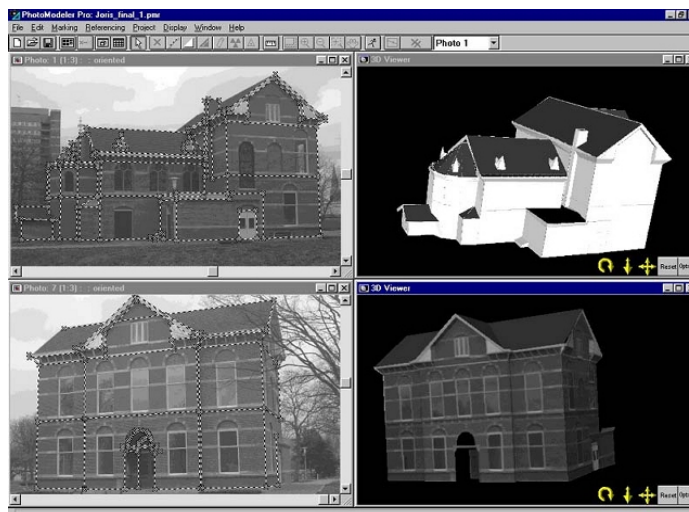 PhotoModeler Pro: Joris_final_1.pmr
File Edit Marking Referencing Project Display Window Help
Photo 1
Photo: 1 (1:3) : : oriented
3D Viewer
Reset
Photo: 7 (1:3) : : oriented
3D Viewer
Reset